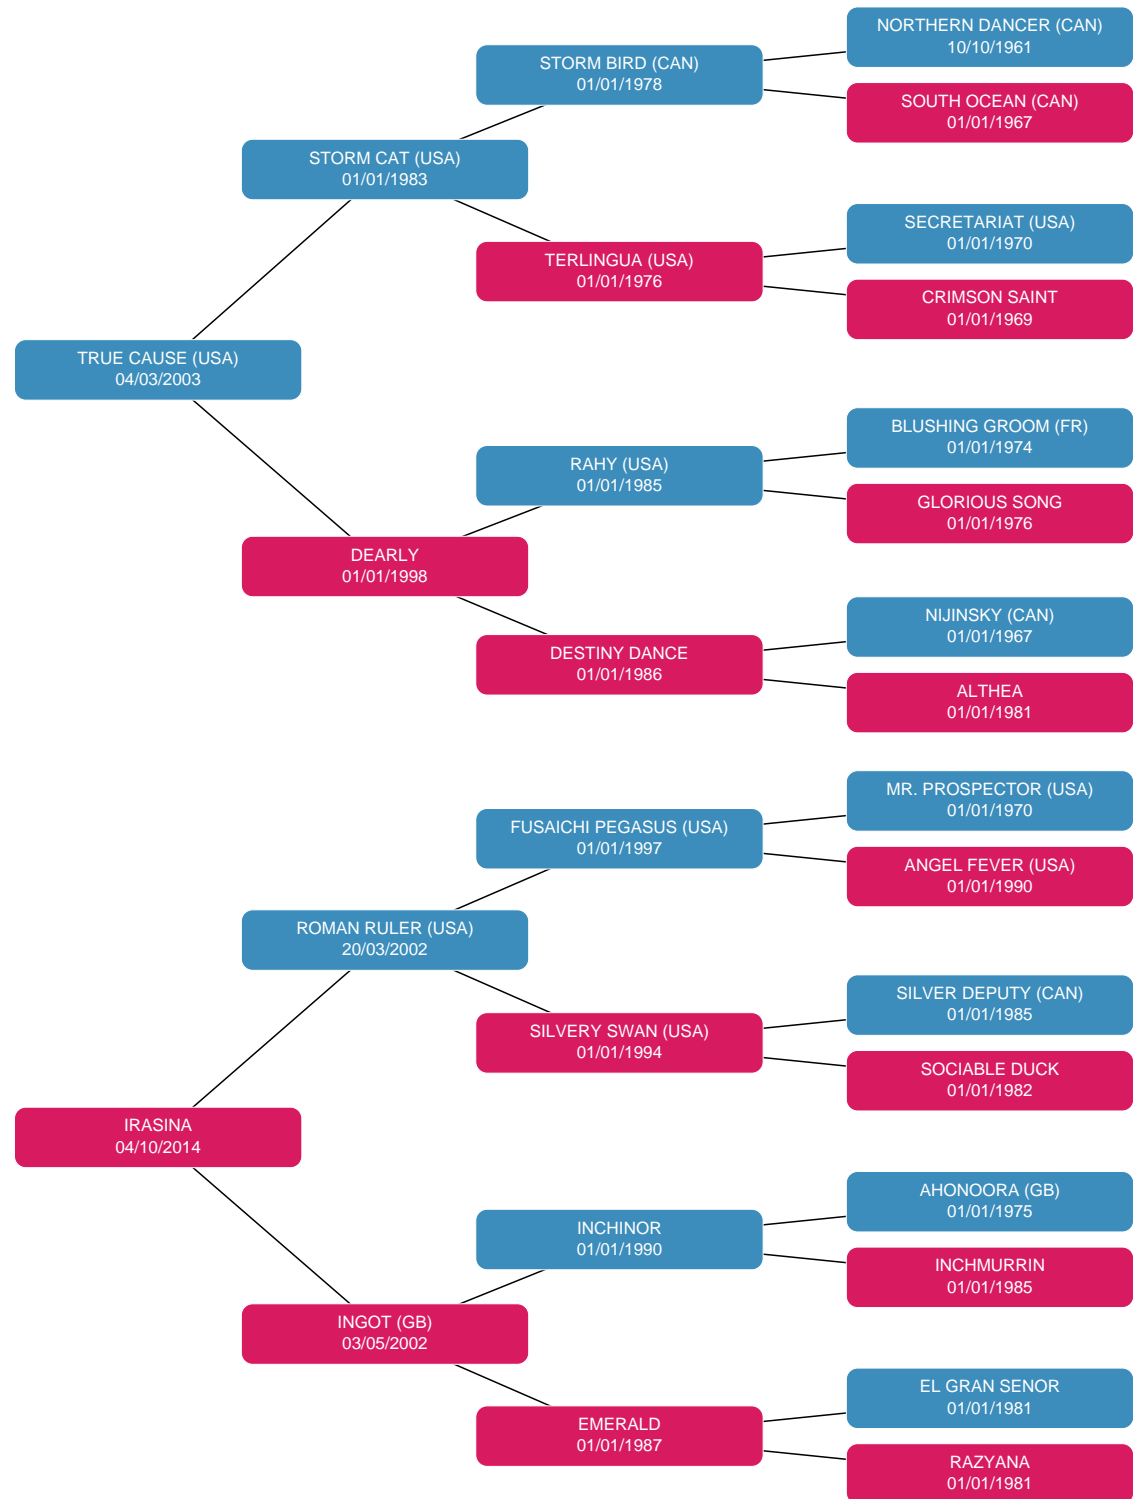 NORTHERN DANCER (CAN)
10/10/1961
STORM BIRD (CAN)
01/01/1978
SOUTH OCEAN (CAN)
01/01/1967
STORM CAT (USA)
01/01/1983
SECRETARIAT (USA)
01/01/1970
TERLINGUA (USA)
01/01/1976
CRIMSON SAINT
01/01/1969
TRUE CAUSE (USA)
04/03/2003
BLUSHING GROOM (FR)
01/01/1974
RAHY (USA)
01/01/1985
GLORIOUS SONG
01/01/1976
DEARLY
01/01/1998
NIJINSKY (CAN)
01/01/1967
DESTINY DANCE
01/01/1986
ALTHEA
01/01/1981
MR. PROSPECTOR (USA)
01/01/1970
FUSAICHI PEGASUS (USA)
01/01/1997
ANGEL FEVER (USA)
01/01/1990
ROMAN RULER (USA)
20/03/2002
SILVER DEPUTY (CAN)
01/01/1985
SILVERY SWAN (USA)
01/01/1994
SOCIABLE DUCK
01/01/1982
IRASINA
04/10/2014
AHONOORA (GB)
01/01/1975
INCHINOR
01/01/1990
INCHMURRIN
01/01/1985
INGOT (GB)
03/05/2002
EL GRAN SENOR
01/01/1981
EMERALD
01/01/1987
RAZYANA
01/01/1981